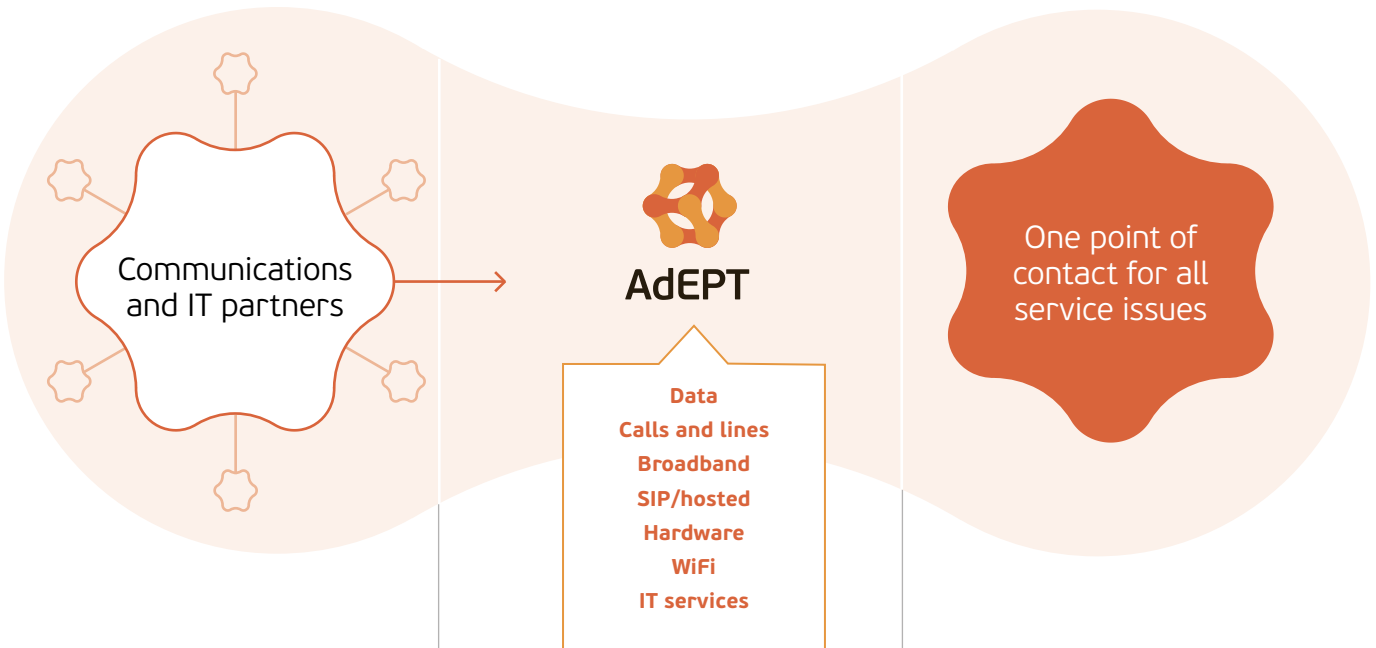 Communications
and IT partners
AdEPT
Data
Calls and lines
Broadband
SIP/hosted
Hardware
WiFi
IT services
One point of
contact for all
service issues